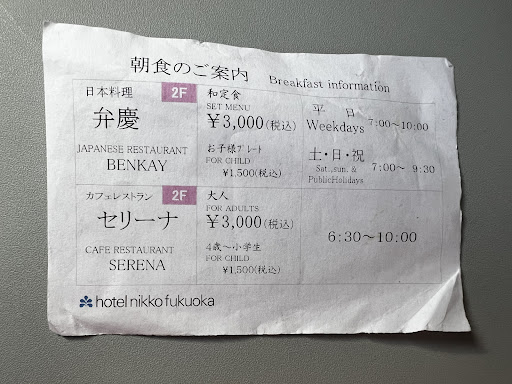 朝食のご案内 Breakfast information
日本料理 2F
弁慶
JAPANESE RESTAURANT
BENKAY
和定食
SET MENU
￥3,000(税込)
お子様プレート
FOR CHILD
￥1,500(税込)
平日
Weekdays 7:00～10:00
土・日・祝
Sat.,sun. &
PublicHolidays
7:00～ 9:30
カフェレストラン 2F
セリーナ
CAFE RESTAURANT
SERENA
大人
FOR ADULTS
￥3,000(税込)
4歳～小学生
FOR CHILD
￥1,500(税込)
6:30～10:00
hotel nikko fukuoka